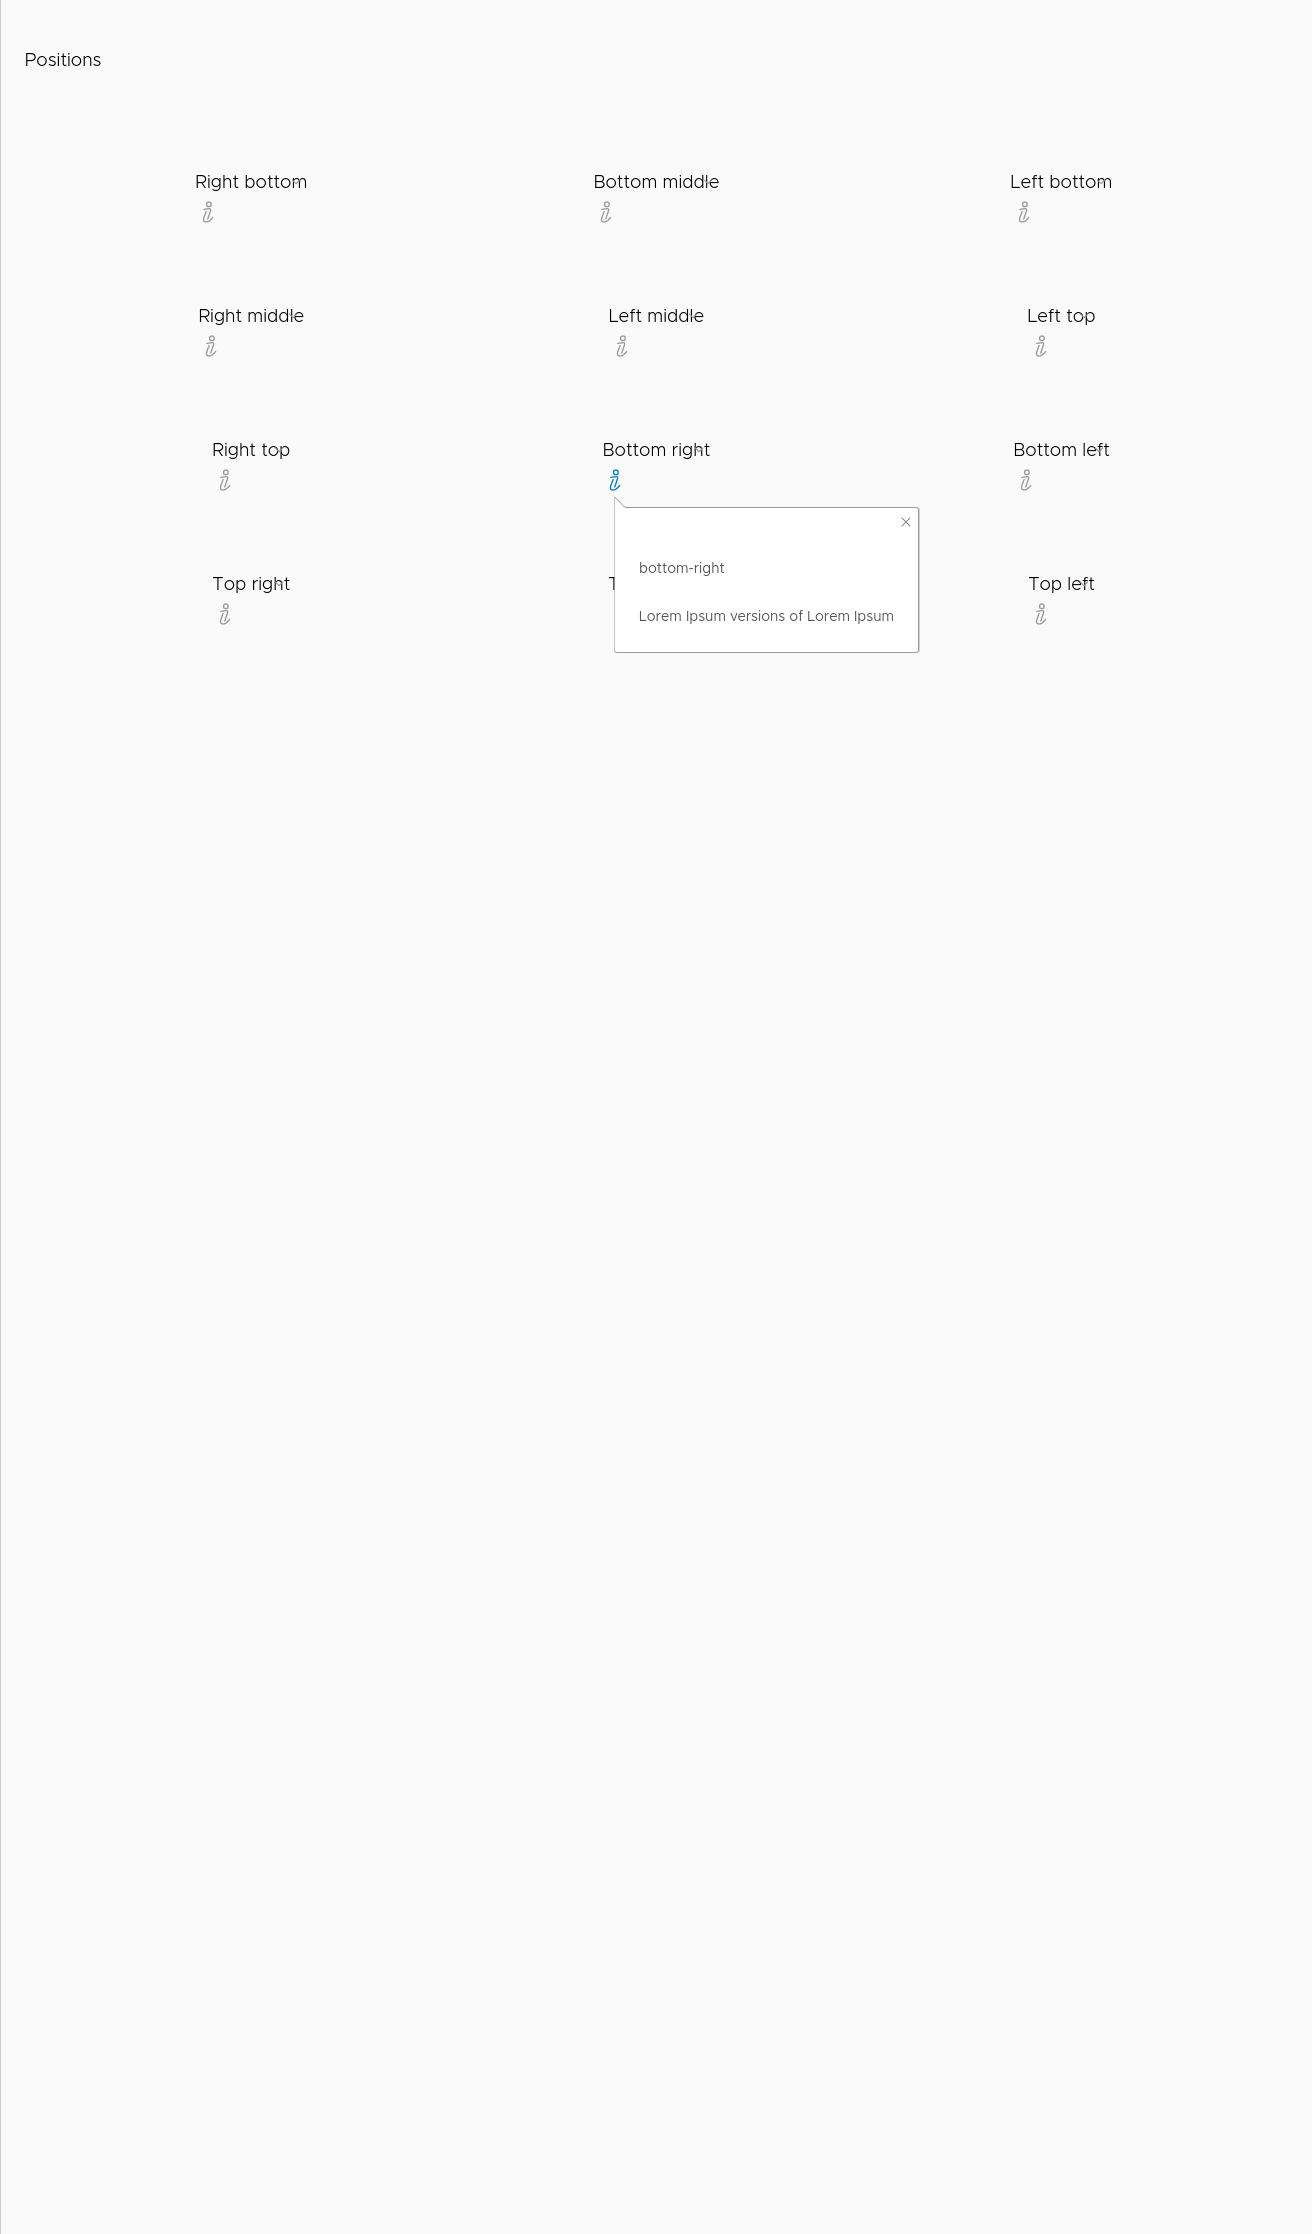 Positions
Right bottom
Bottom middle
Left bottom
Right middle
Left middle
Left top
Right top
Bottom right
Bottom left
bottom-right
Top right
Top left
Lorem Ipsum versions of Lorem Ipsum